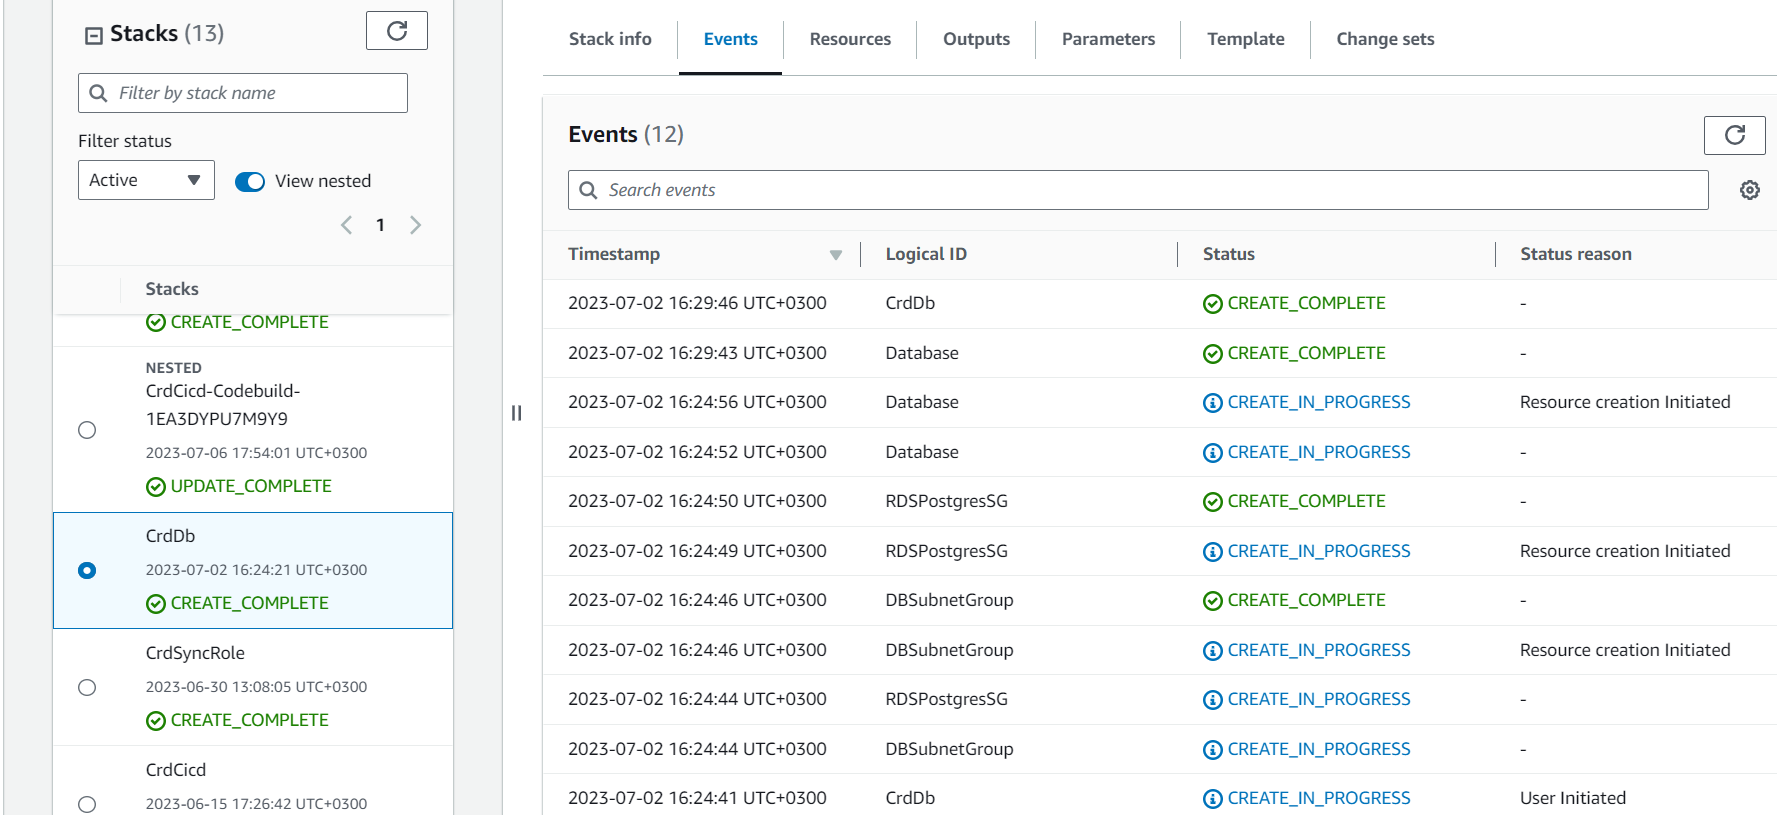 Stacks (13)
Filter by stack name
Filter status
Active
View nested
1
Stacks
CREATE_COMPLETE
NESTED
CrdCicd-Codebuild-
1EA3DYPU7M9Y9
2023-07-06 17:54:01 UTC+0300
UPDATE_COMPLETE
CrdDb
2023-07-02 16:24:21 UTC+0300
CREATE_COMPLETE
CrdSyncRole
2023-06-30 13:08:05 UTC+0300
CREATE_COMPLETE
CrdCicd
2023-06-15 17:26:42 UTC+0300
Stack info Events Resources Outputs Parameters Template Change sets
Events (12)
Search events
Timestamp Logical ID Status Status reason
2023-07-02 16:29:46 UTC+0300 CrdDb CREATE_COMPLETE -
2023-07-02 16:29:43 UTC+0300 Database CREATE_COMPLETE -
2023-07-02 16:24:56 UTC+0300 Database CREATE_IN_PROGRESS Resource creation Initiated
2023-07-02 16:24:52 UTC+0300 Database CREATE_IN_PROGRESS -
2023-07-02 16:24:50 UTC+0300 RDSPostgresSG CREATE_COMPLETE -
2023-07-02 16:24:49 UTC+0300 RDSPostgresSG CREATE_IN_PROGRESS Resource creation Initiated
2023-07-02 16:24:46 UTC+0300 DBSubnetGroup CREATE_COMPLETE -
2023-07-02 16:24:46 UTC+0300 DBSubnetGroup CREATE_IN_PROGRESS Resource creation Initiated
2023-07-02 16:24:44 UTC+0300 RDSPostgresSG CREATE_IN_PROGRESS -
2023-07-02 16:24:44 UTC+0300 DBSubnetGroup CREATE_IN_PROGRESS -
2023-07-02 16:24:41 UTC+0300 CrdDb CREATE_IN_PROGRESS User Initiated